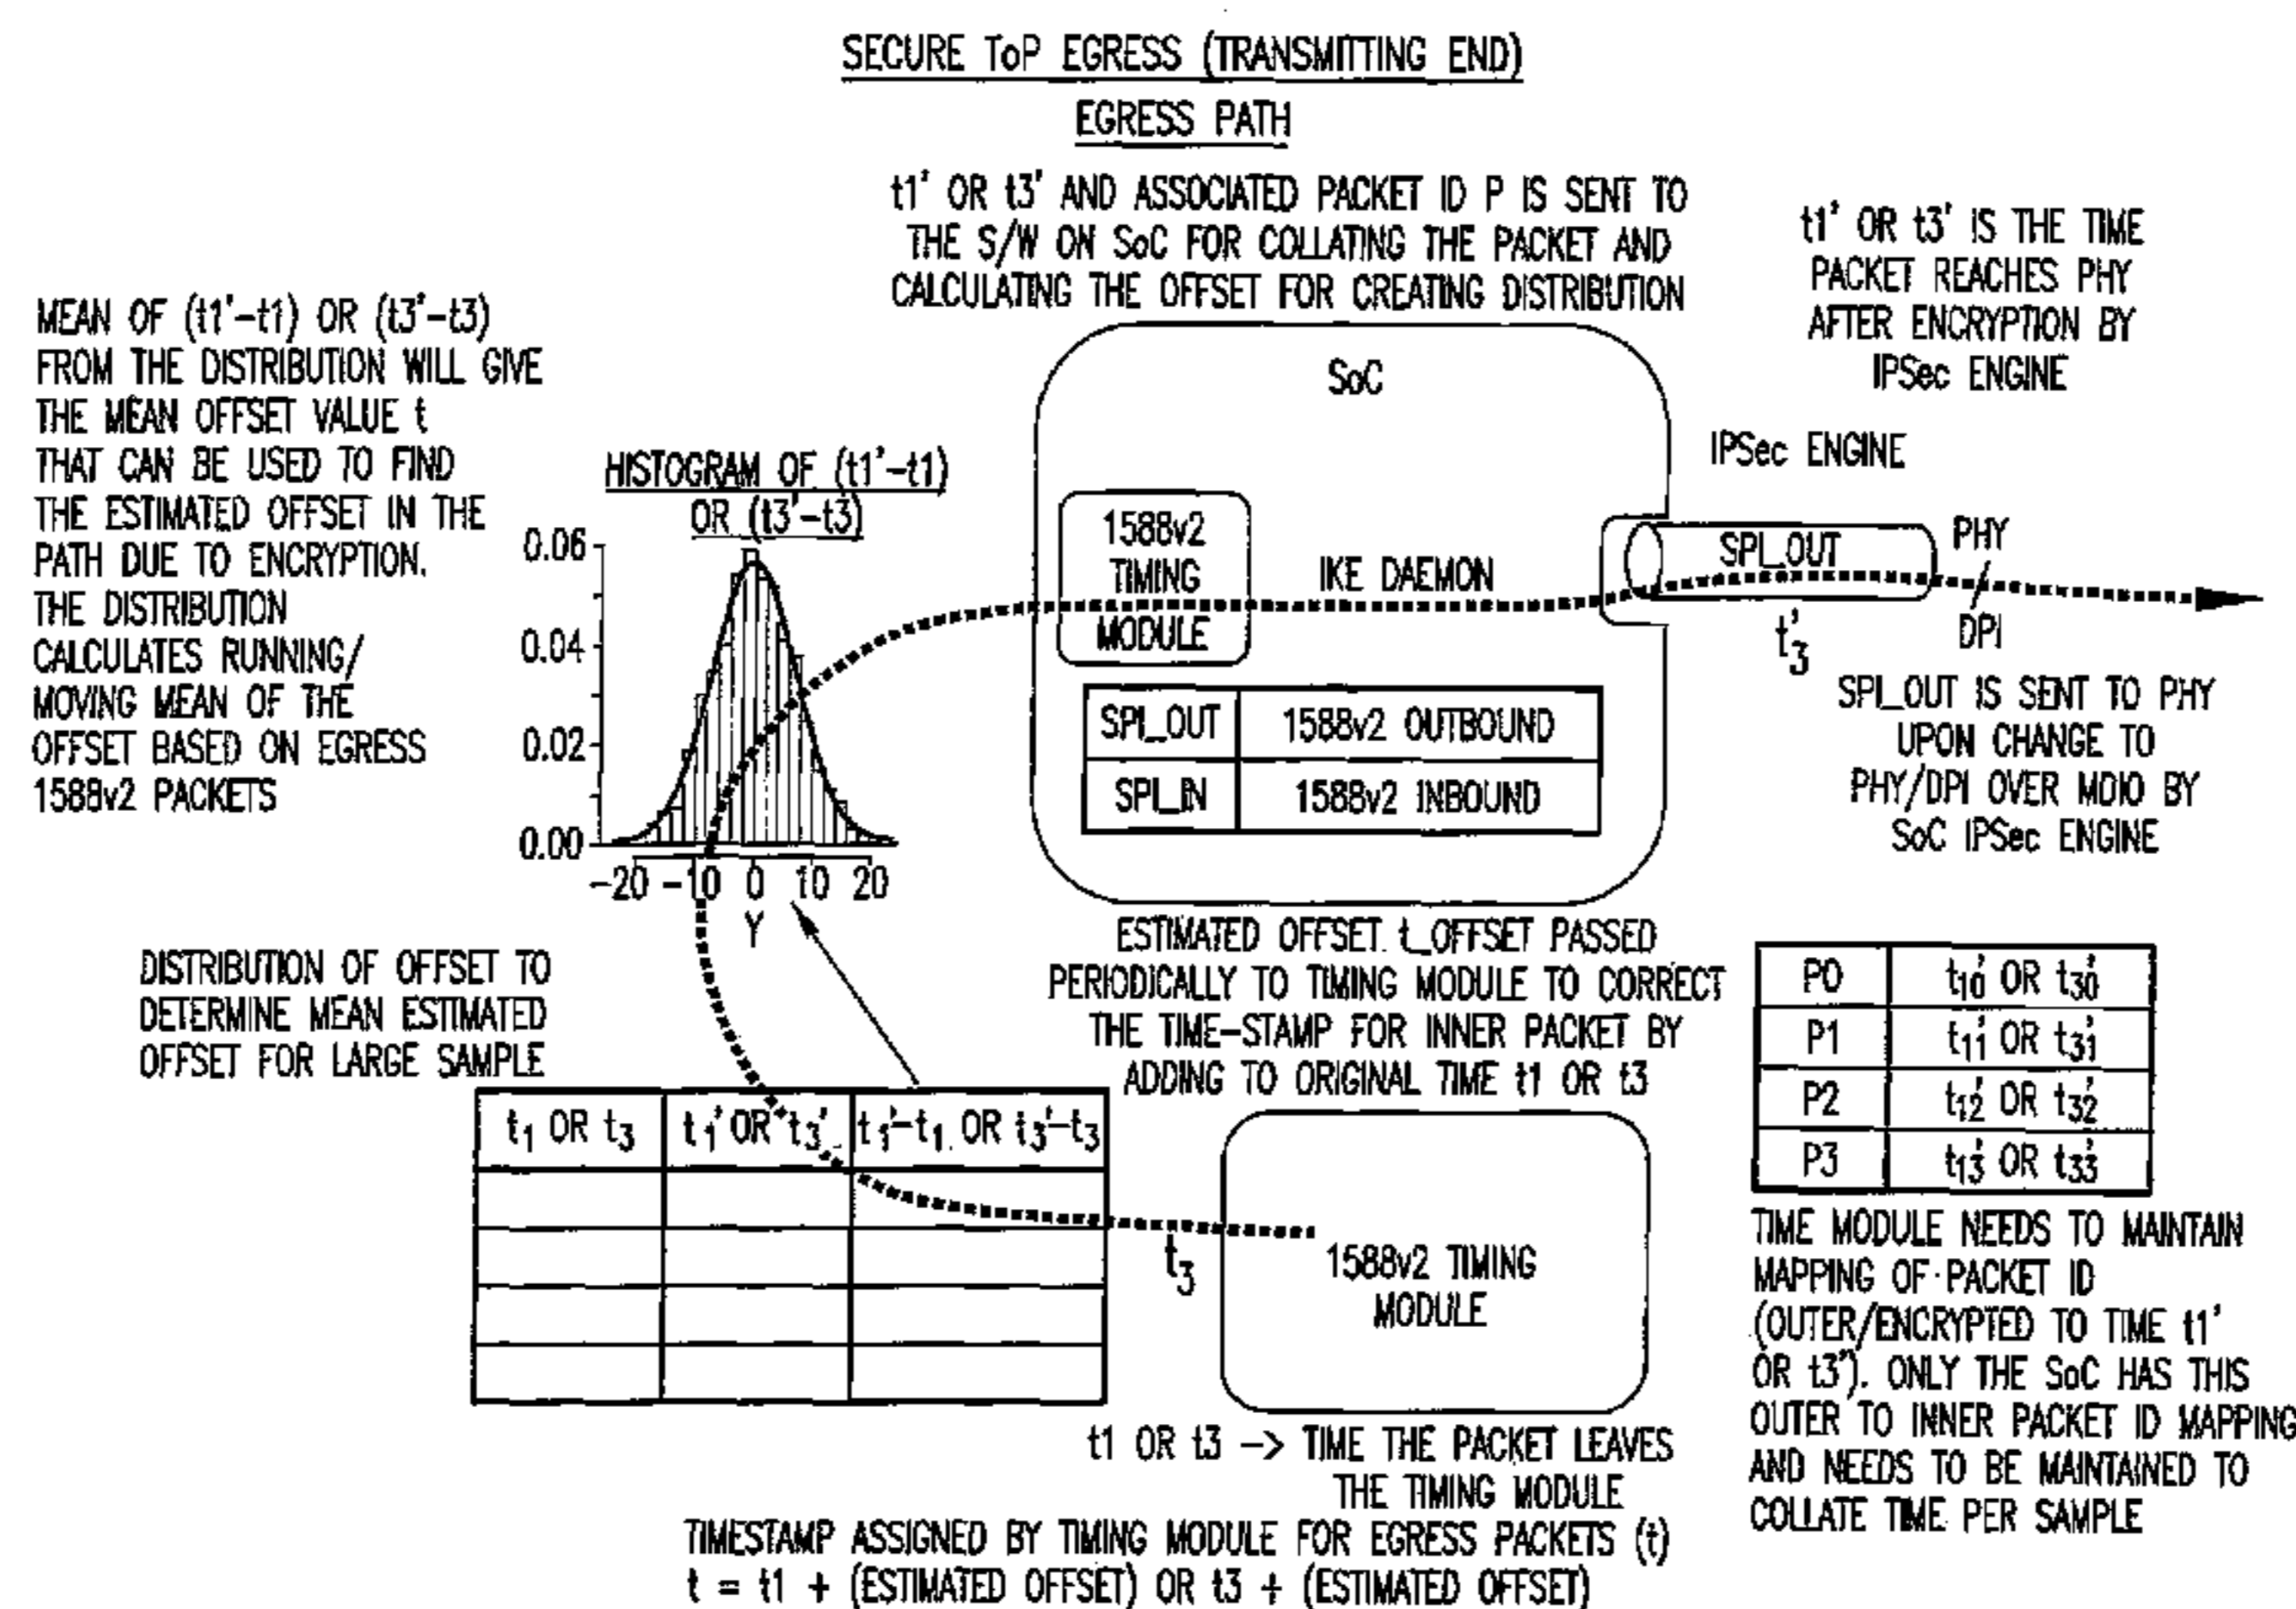 SECURE ToP EGRESS (TRANSMITTING END)
EGRESS PATH
t1' OR t3' AND ASSOCIATED PACKET ID P IS SENT TO
THE S/W ON SoC FOR COLLATING THE PACKET AND
CALCULATING THE OFFSET FOR CREATING DISTRIBUTION
t1' OR t3' IS THE TIME
PACKET REACHES PHY
AFTER ENCRYPTION BY
IPSec ENGINE
MEAN OF (t1'-t1) OR (t3'-t3)
FROM THE DISTRIBUTION WILL GIVE
THE MEAN OFFSET VALUE t
THAT CAN BE USED TO FIND
THE ESTIMATED OFFSET IN THE
PATH DUE TO ENCRYPTION.
THE DISTRIBUTION
CALCULATES RUNNING/
MOVING MEAN OF THE
OFFSET BASED ON EGRESS
1588v2 PACKETS
HISTOGRAM OF (t1'-t1)
OR (t3'-t3)
0.06
0.04
0.02
0.00
-20 -10 0 10 20
Y
SoC
1588v2
TIMING
MODULE
IKE DAEMON
IPSec ENGINE
SPI_OUT
PHY
DPI
t'3
SPI_OUT 1588v2 OUTBOUND
SPI_IN 1588v2 INBOUND
SPI_OUT IS SENT TO PHY
UPON CHANGE TO
PHY/DPI OVER MDIO BY
SoC IPSec ENGINE
DISTRIBUTION OF OFFSET TO
DETERMINE MEAN ESTIMATED
OFFSET FOR LARGE SAMPLE
ESTIMATED OFFSET. t_OFFSET PASSED
PERIODICALLY TO TIMING MODULE TO CORRECT
THE TIME-STAMP FOR INNER PACKET BY
ADDING TO ORIGINAL TIME t1 OR t3
P0 t10' OR t30'
P1 t11' OR t31'
P2 t12' OR t32'
P3 t13' OR t33'
t1 OR t3 t1' OR t3' t1'-t1 OR t3'-t3
t3
1588v2 TIMING
MODULE
TIME MODULE NEEDS TO MAINTAIN
MAPPING OF PACKET ID
(OUTER/ENCRYPTED TO TIME t1'
OR t3'). ONLY THE SoC HAS THIS
OUTER TO INNER PACKET ID MAPPING
AND NEEDS TO BE MAINTAINED TO
COLLATE TIME PER SAMPLE
t1 OR t3 -> TIME THE PACKET LEAVES
THE TIMING MODULE
TIMESTAMP ASSIGNED BY TIMING MODULE FOR EGRESS PACKETS (t)
t = t1 + (ESTIMATED OFFSET) OR t3 + (ESTIMATED OFFSET)